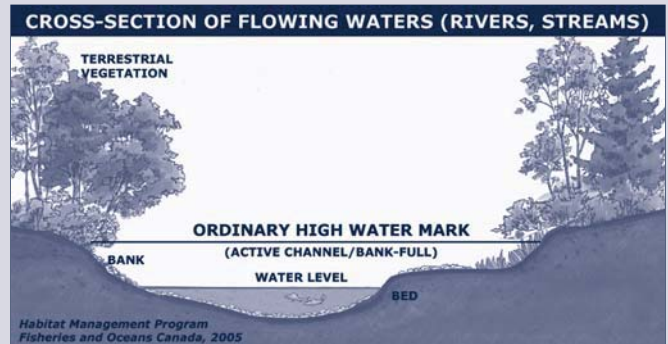 CROSS-SECTION OF FLOWING WATERS (RIVERS, STREAMS)
TERRESTRIAL
VEGETATION
ORDINARY HIGH WATER MARK
(ACTIVE CHANNEL/BANK-FULL)
BANK
WATER LEVEL
BED
Habitat Management Program
Fisheries and Oceans Canada, 2005